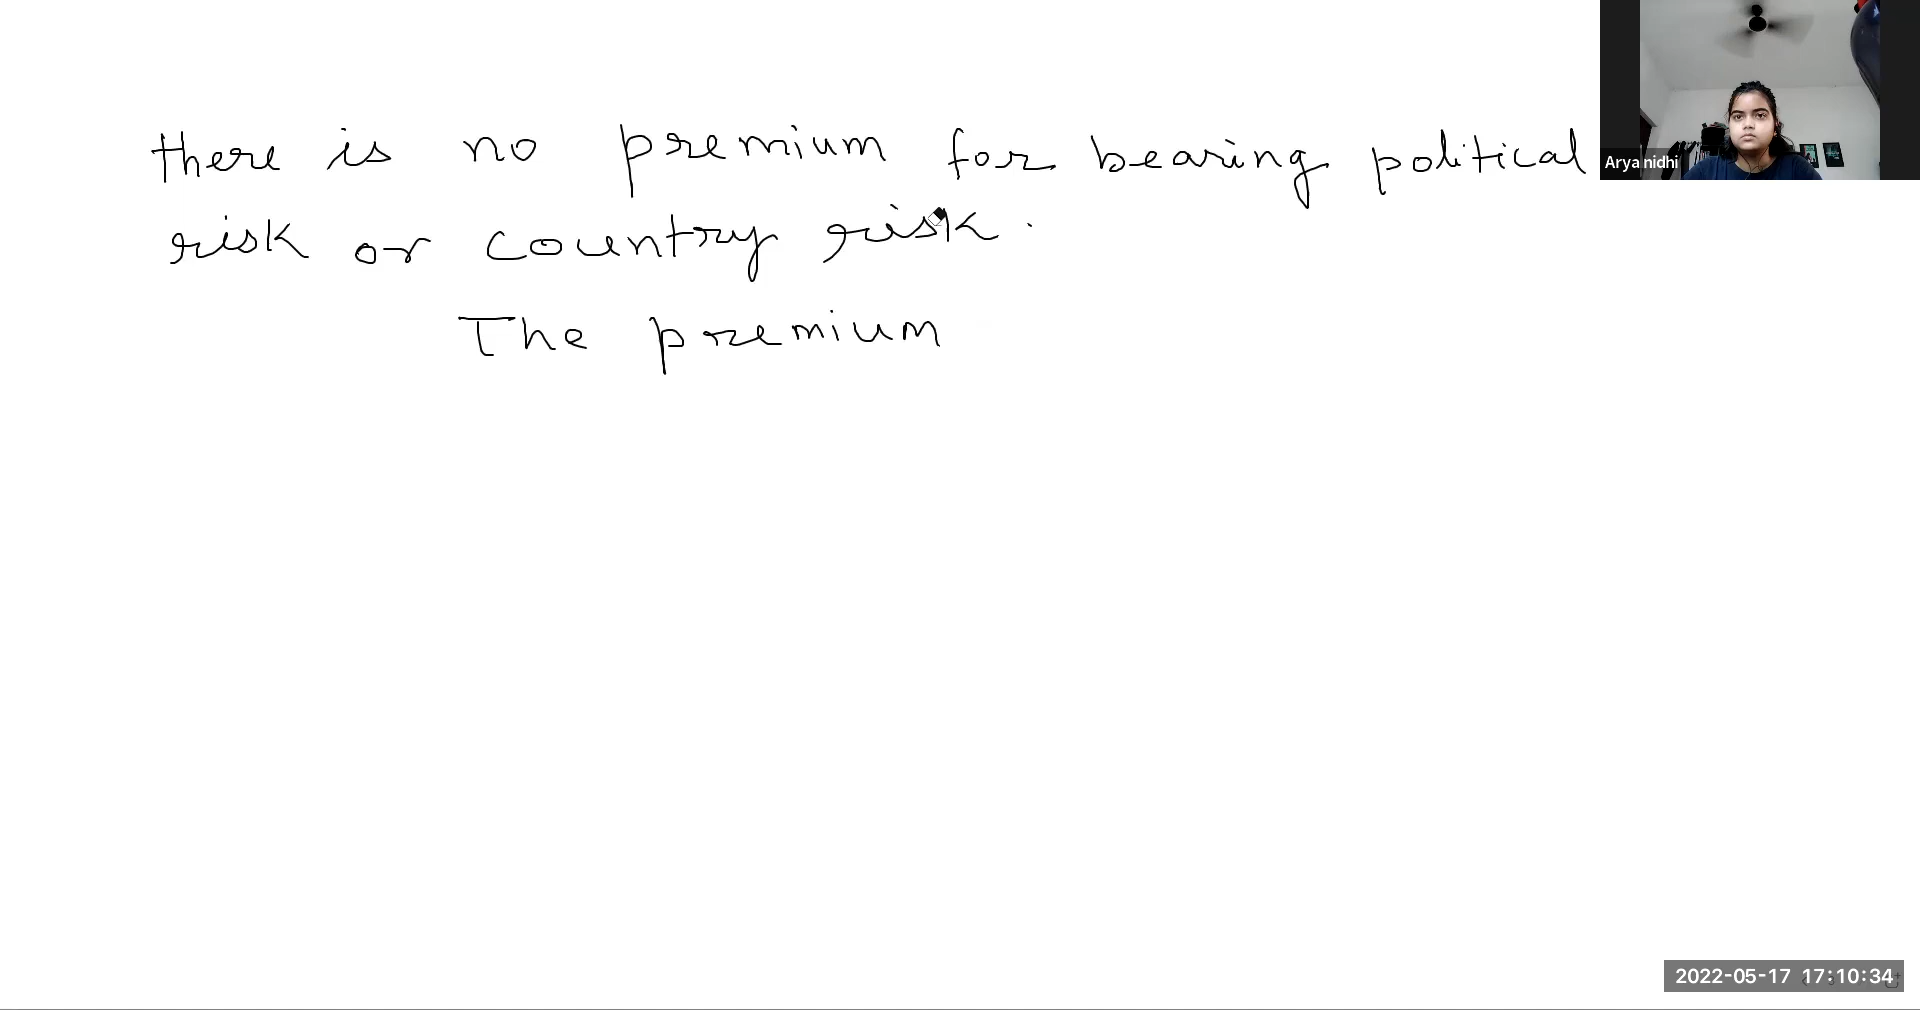 there is no premium for bearing political
risk or country risk.
The premium
Arya nidhi
2022-05-17 17:10:34